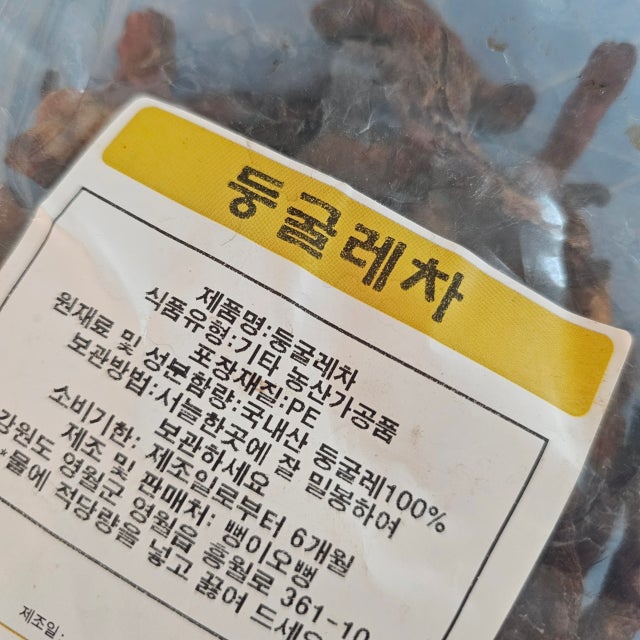 둥굴레차
제품명:둥굴레차
식품유형:기타 농산가공품
포장재질:PE
원재료 및 성분함량:국내산 둥굴레100%
보관방법:서늘한곳에 잘 밀봉하여
보관하세요
소비기한: 제조일로부터 6개월
제조 및 판매처: 뺑이오뺑
강원도 영월군 영월읍 흥월로 361-10
*물에 적당량을 넣고 끓여 드세요
제조일: